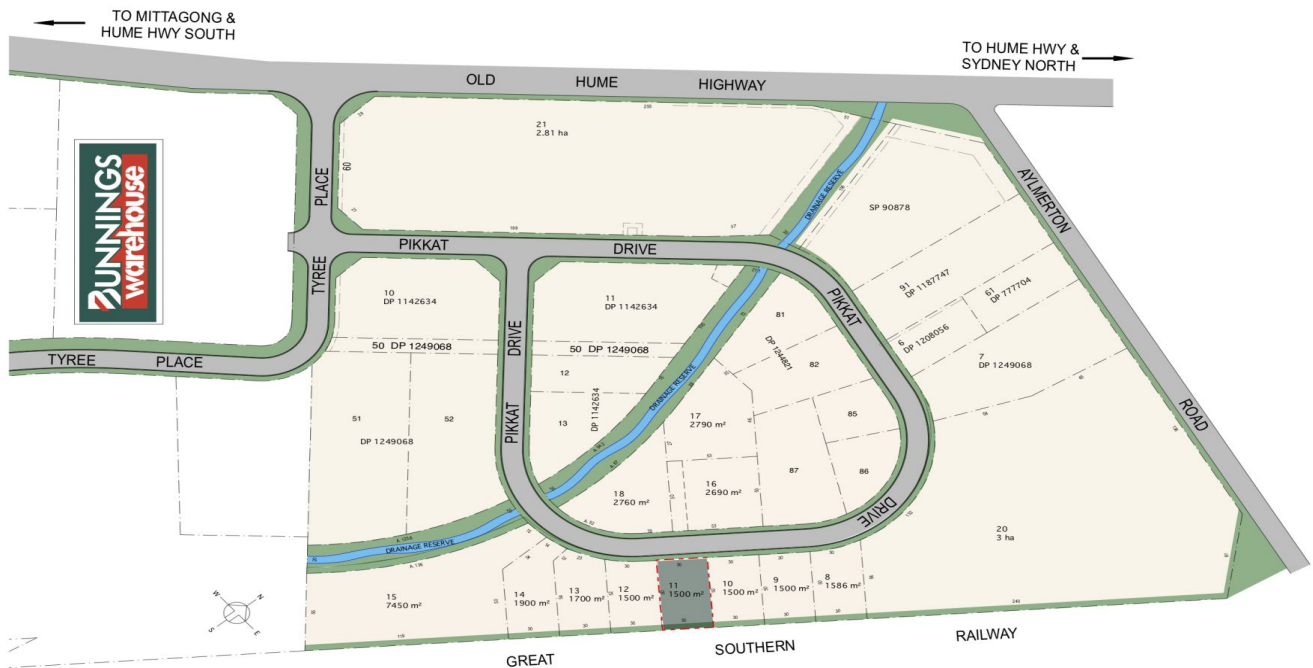 TO MITTAGONG &
HUME HWY SOUTH
TO HUME HWY &
SYDNEY NORTH
OLD HUME HIGHWAY
BUNNINGS
warehouse
TYREE PLACE
21
2.81 ha
60
DRAINAGE RESERVE
SP 90878
AYLMERTON ROAD
PIKKAT DRIVE
91
DP 1187747
61
DP 777704
6
DP 1208056
7
DP 1249068
10
DP 1142634
11
DP 1142634
PIKKAT DRIVE
PIKKAT DRIVE
81
DP 1244821
82
TYREE PLACE
50 DP 1249068
50 DP 1249068
12
13
DP 1142634
DRAINAGE RESERVE
51
52
DP 1249068
17
2790 m²
85
86
87
18
2760 m²
16
2690 m²
20
3 ha
DRAINAGE RESERVE
15
7450 m²
14
1900 m²
13
1700 m²
12
1500 m²
11
1500 m²
10
1500 m²
9
1500 m²
8
1586 m²
W N
S E
GREAT SOUTHERN RAILWAY